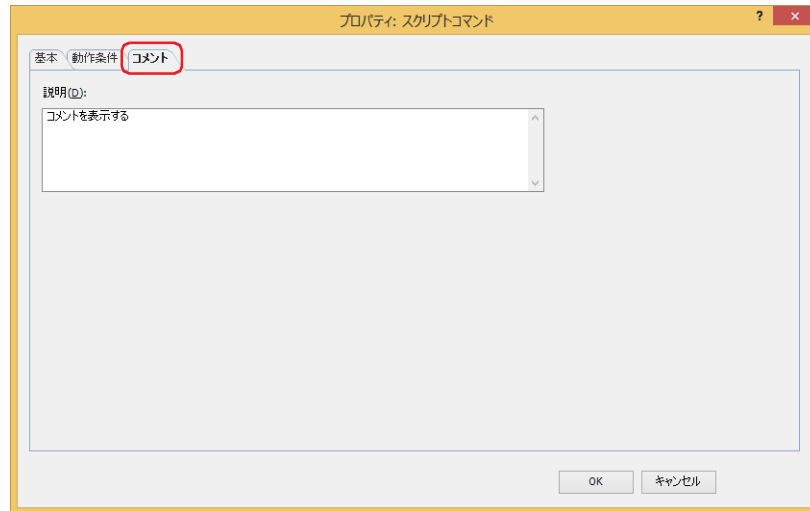 プロパティ: スクリプトコマンド
? ×
基本 動作条件 コメント
説明(D):
コメントを表示する
OK キャンセル